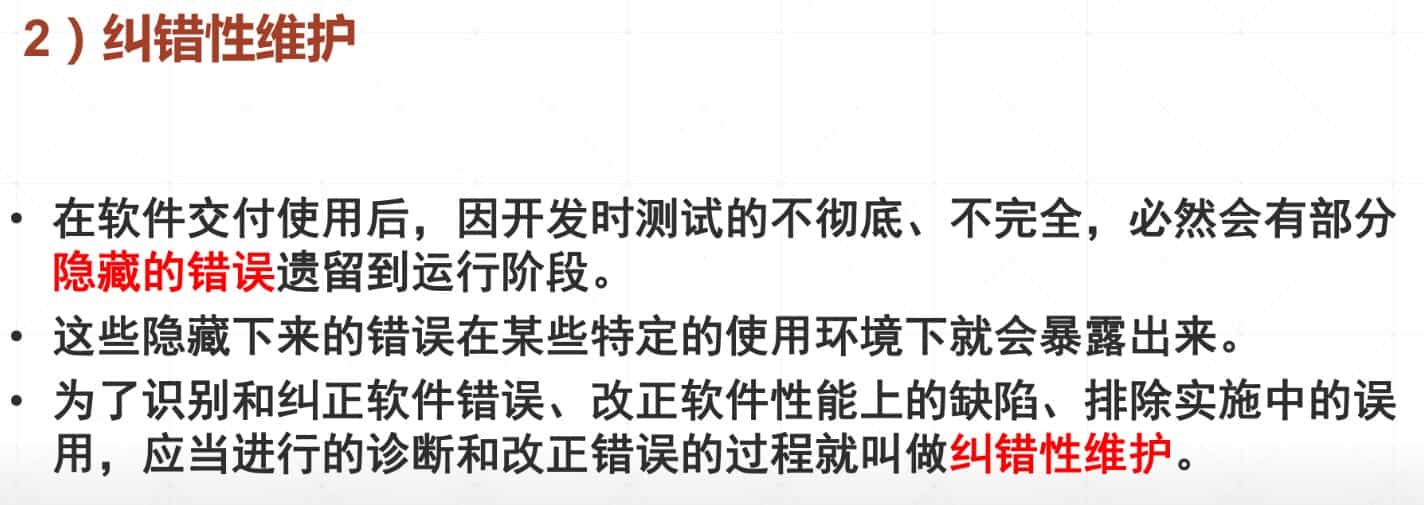 2）纠错性维护
• 在软件交付使用后，因开发时测试的不彻底、不完全，必然会有部分
隐藏的错误遗留到运行阶段。
• 这些隐藏下来的错误在某些特定的使用环境下就会暴露出来。
• 为了识别和纠正软件错误、改正软件性能上的缺陷、排除实施中的误
用，应当进行的诊断和改正错误的过程就叫做纠错性维护。